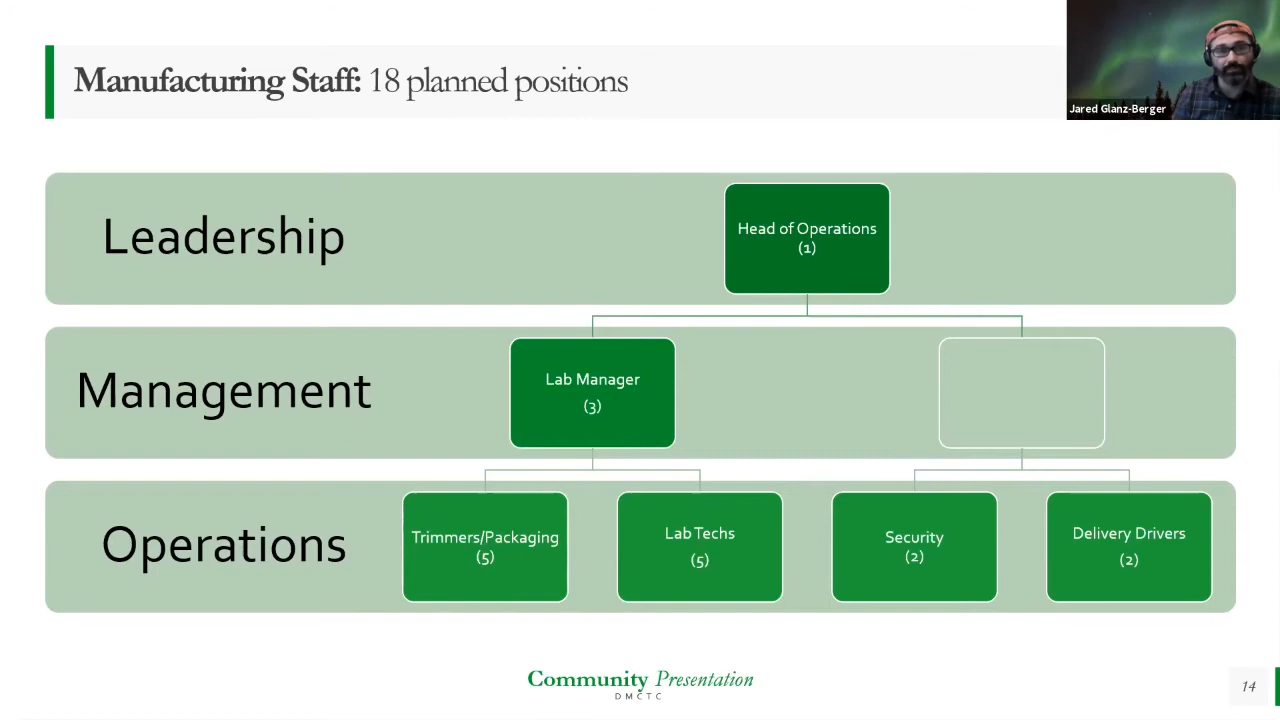 Manufacturing Staff: 18 planned positions
Jared Glanz-Berger
Leadership
Head of Operations
(1)
Management
Lab Manager
(3)
Operations
Trimmers/Packaging
(5)
Lab Techs
(5)
Security
(2)
Delivery Drivers
(2)
Community Presentation
DMCTC
14